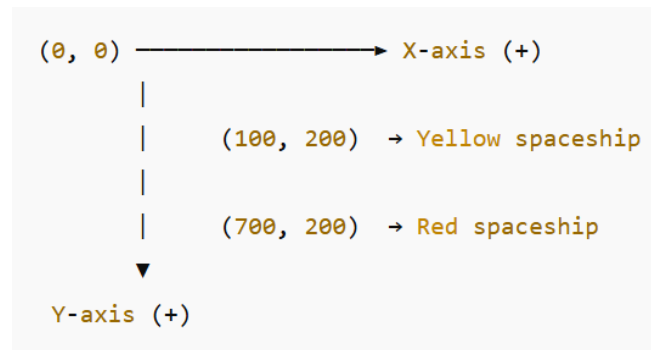 (0, 0) ────────────────► X-axis (+)
│
│ (100, 200) → Yellow spaceship
│
│ (700, 200) → Red spaceship
▼
Y-axis (+)